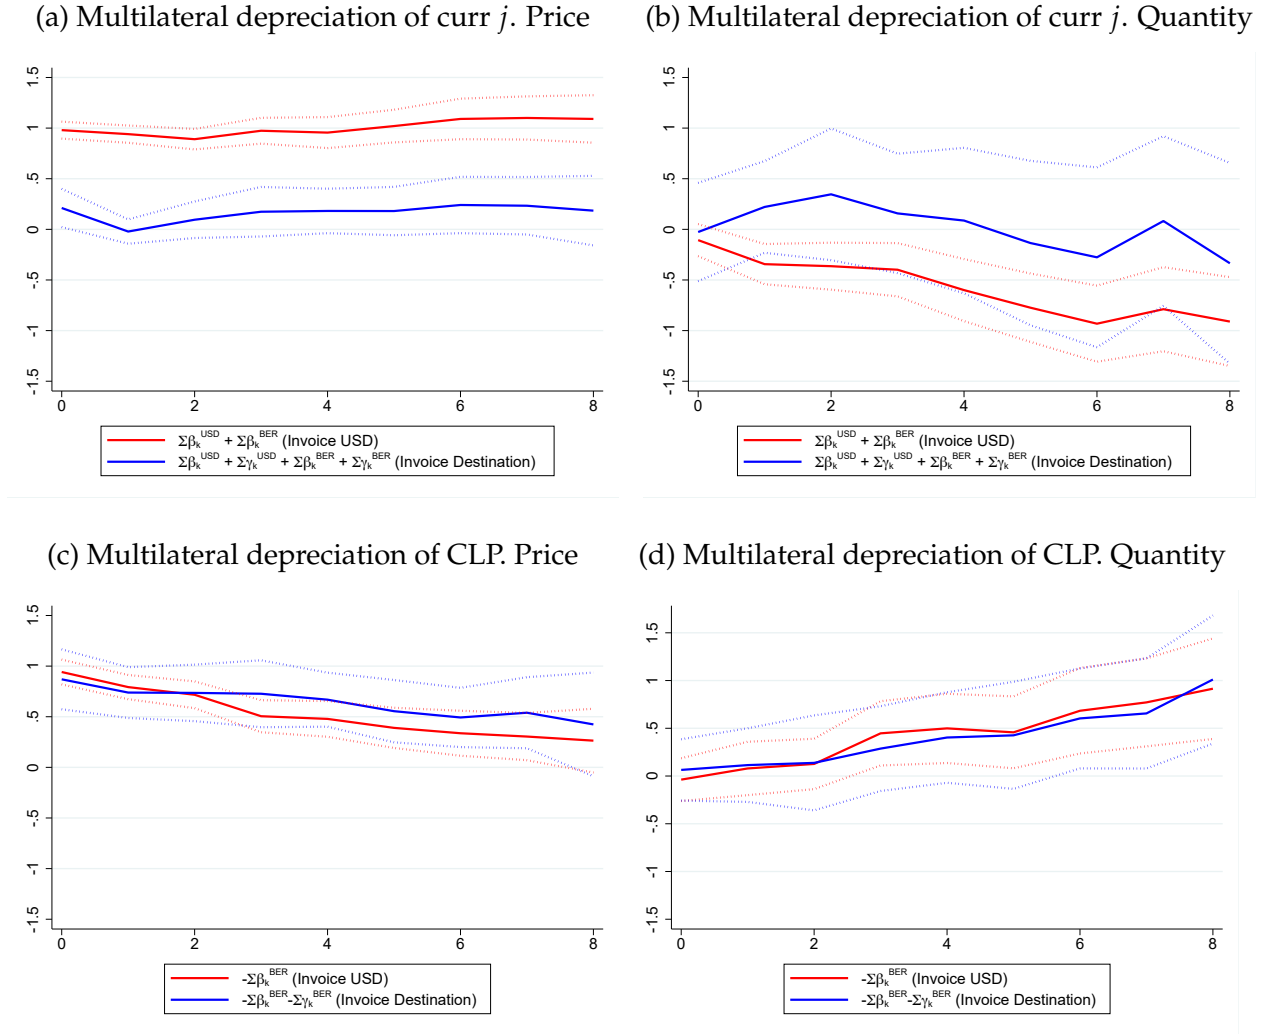 (a) Multilateral depreciation of curr j. Price
1.5
1
.5
0
-.5
-1
-1.5
0 2 4 6 8
Σβₖ^USD + Σβₖ^BER (Invoice USD)
Σβₖ^USD + Σγₖ^USD + Σβₖ^BER + Σγₖ^BER (Invoice Destination)
(b) Multilateral depreciation of curr j. Quantity
1.5
1
.5
0
-.5
-1
-1.5
0 2 4 6 8
Σβₖ^USD + Σβₖ^BER (Invoice USD)
Σβₖ^USD + Σγₖ^USD + Σβₖ^BER + Σγₖ^BER (Invoice Destination)
(c) Multilateral depreciation of CLP. Price
1.5
1
.5
0
-.5
-1
-1.5
0 2 4 6 8
-Σβₖ^BER (Invoice USD)
-Σβₖ^BER-Σγₖ^BER (Invoice Destination)
(d) Multilateral depreciation of CLP. Quantity
1.5
1
.5
0
-.5
-1
-1.5
0 2 4 6 8
-Σβₖ^BER (Invoice USD)
-Σβₖ^BER-Σγₖ^BER (Invoice Destination)